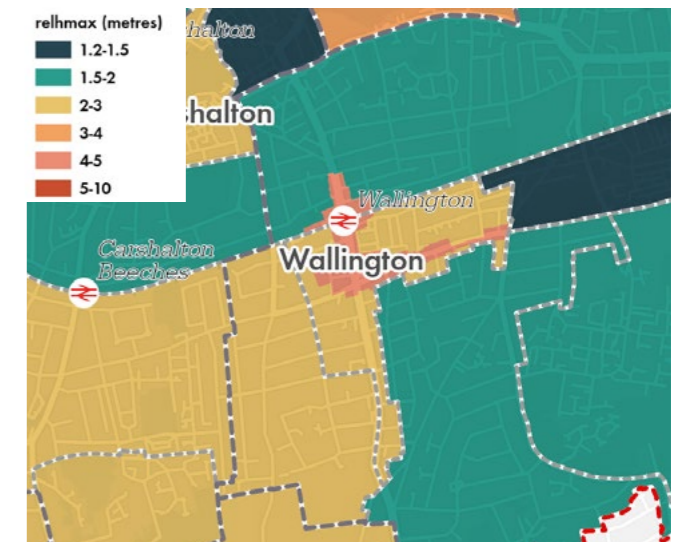 relhmax (metres)
1.2-1.5
1.5-2
2-3
3-4
4-5
5-10
halton
shalton
Wallington
Wallington
Carshalton
Beeches